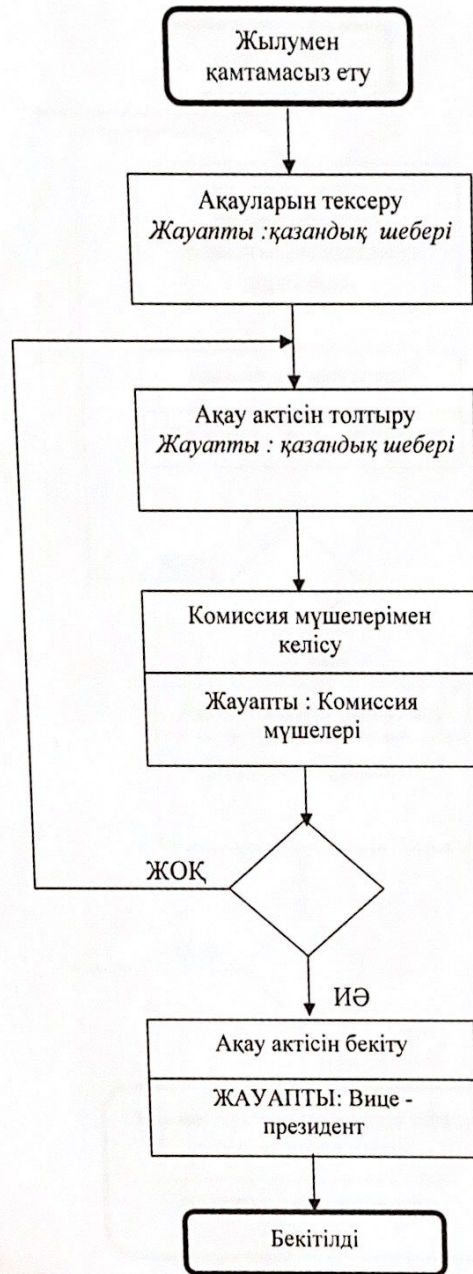 Жылумен
қамтамасыз ету
Ақауларын тексеру
Жауапты :қазандық шебері
Ақау актісін толтыру
Жауапты : қазандық шебері
Комиссия мүшелерімен
келісу
Жауапты : Комиссия
мүшелері
ЖОҚ
ИӘ
Ақау актісін бекіту
ЖАУАПТЫ: Вице -
президент
Бекітілді